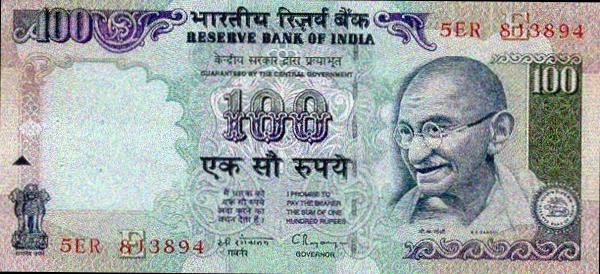 100 भारतीय रिज़र्व बैंक
RESERVE BANK OF INDIA
5ER 813894
केन्द्रीय सरकार द्वारा प्रत्याभूत
GUARANTEED BY THE CENTRAL GOVERNMENT
100
100
एक सौ रुपये
मैं धारक को
एक सौ रुपये
अदा करने का
वचन देता हूँ।
I PROMISE TO
PAY THE BEARER
THE SUM OF ONE
HUNDRED RUPEES
5ER 813894
गवर्नर
GOVERNOR